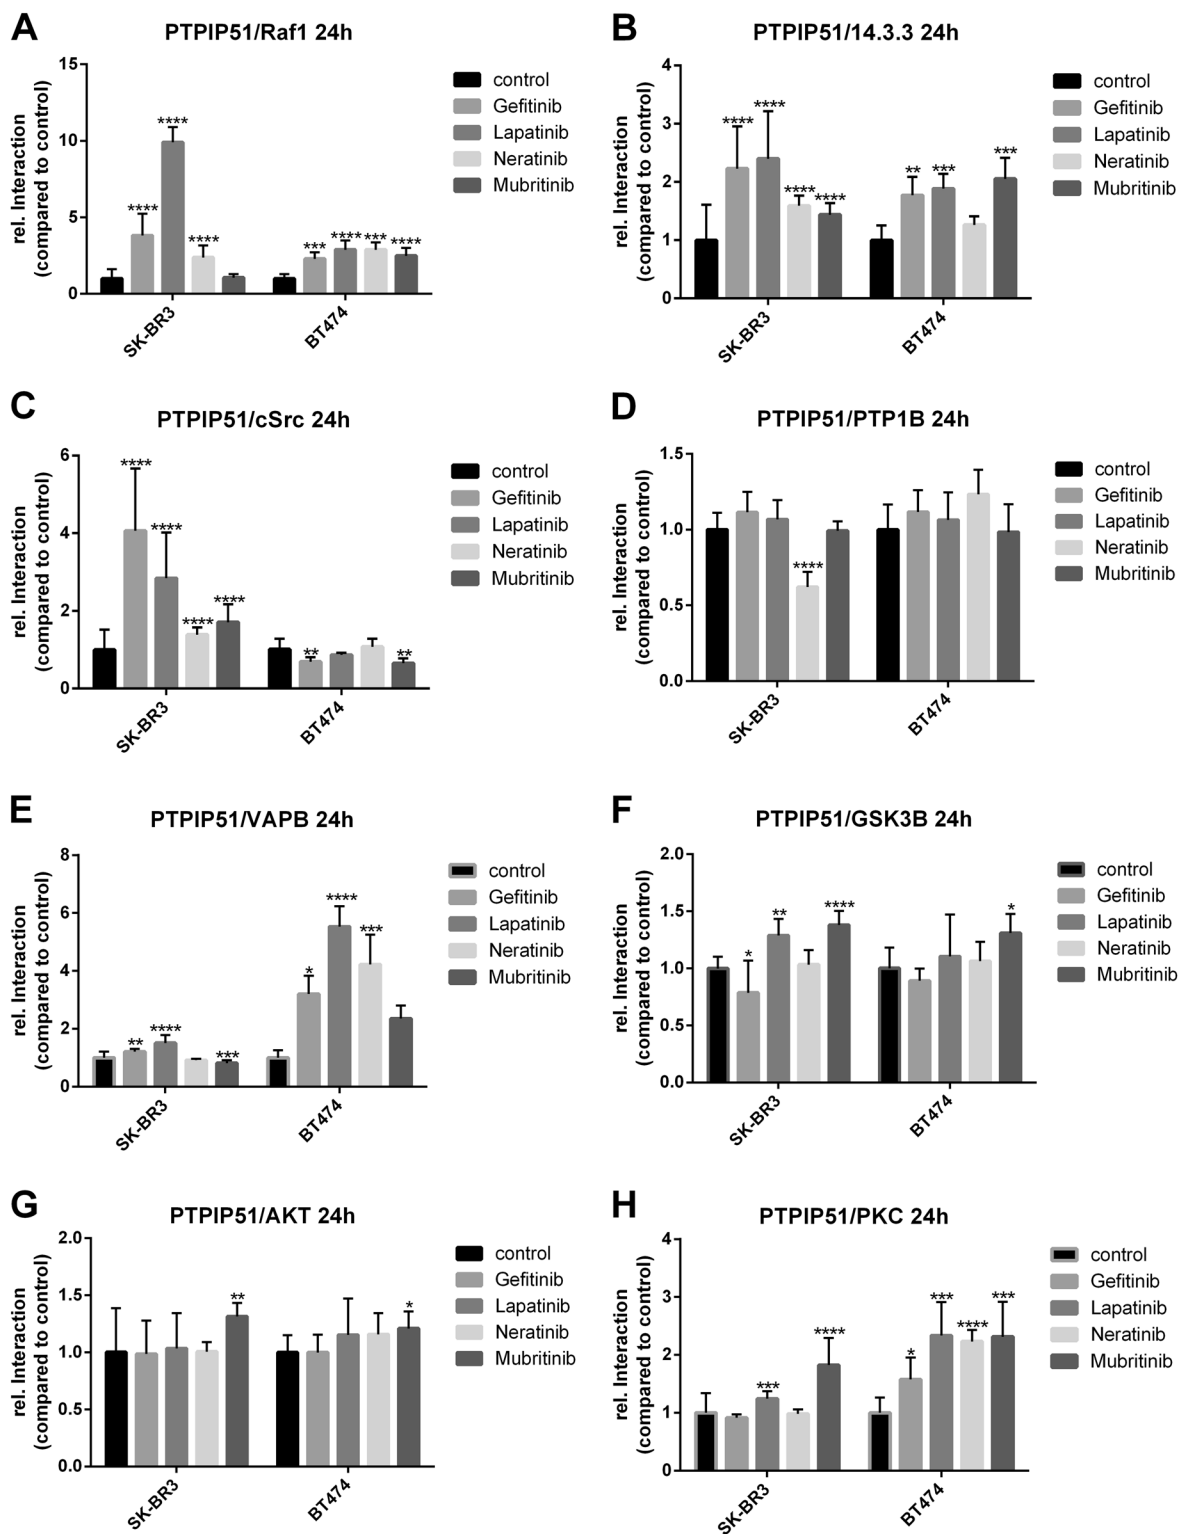 A
PTPIP51/Raf1 24h
rel. Interaction
(compared to control)
15
10
5
0
****
****
****
***
****
***
****
SK-BR3
BT474
control
Gefitinib
Lapatinib
Neratinib
Mubritinib
B
PTPIP51/14.3.3 24h
rel. Interaction
(compared to control)
4
3
2
1
0
****
****
****
****
**
***
***
SK-BR3
BT474
control
Gefitinib
Lapatinib
Neratinib
Mubritinib
C
PTPIP51/cSrc 24h
rel. Interaction
(compared to control)
6
4
2
0
****
****
****
****
**
**
SK-BR3
BT474
control
Gefitinib
Lapatinib
Neratinib
Mubritinib
D
PTPIP51/PTP1B 24h
rel. Interaction
(compared to control)
1.5
1.0
0.5
0.0
****
SK-BR3
BT474
control
Gefitinib
Lapatinib
Neratinib
Mubritinib
E
PTPIP51/VAPB 24h
rel. Interaction
(compared to control)
8
6
4
2
0
**
****
***
*
****
***
SK-BR3
BT474
control
Gefitinib
Lapatinib
Neratinib
Mubritinib
F
PTPIP51/GSK3B 24h
rel. Interaction
(compared to control)
2.0
1.5
1.0
0.5
0.0
*
**
****
*
SK-BR3
BT474
control
Gefitinib
Lapatinib
Neratinib
Mubritinib
G
PTPIP51/AKT 24h
rel. Interaction
(compared to control)
2.0
1.5
1.0
0.5
0.0
**
*
SK-BR3
BT474
control
Gefitinib
Lapatinib
Neratinib
Mubritinib
H
PTPIP51/PKC 24h
rel. Interaction
(compared to control)
4
3
2
1
0
***
****
*
***
****
***
SK-BR3
BT474
control
Gefitinib
Lapatinib
Neratinib
Mubritinib